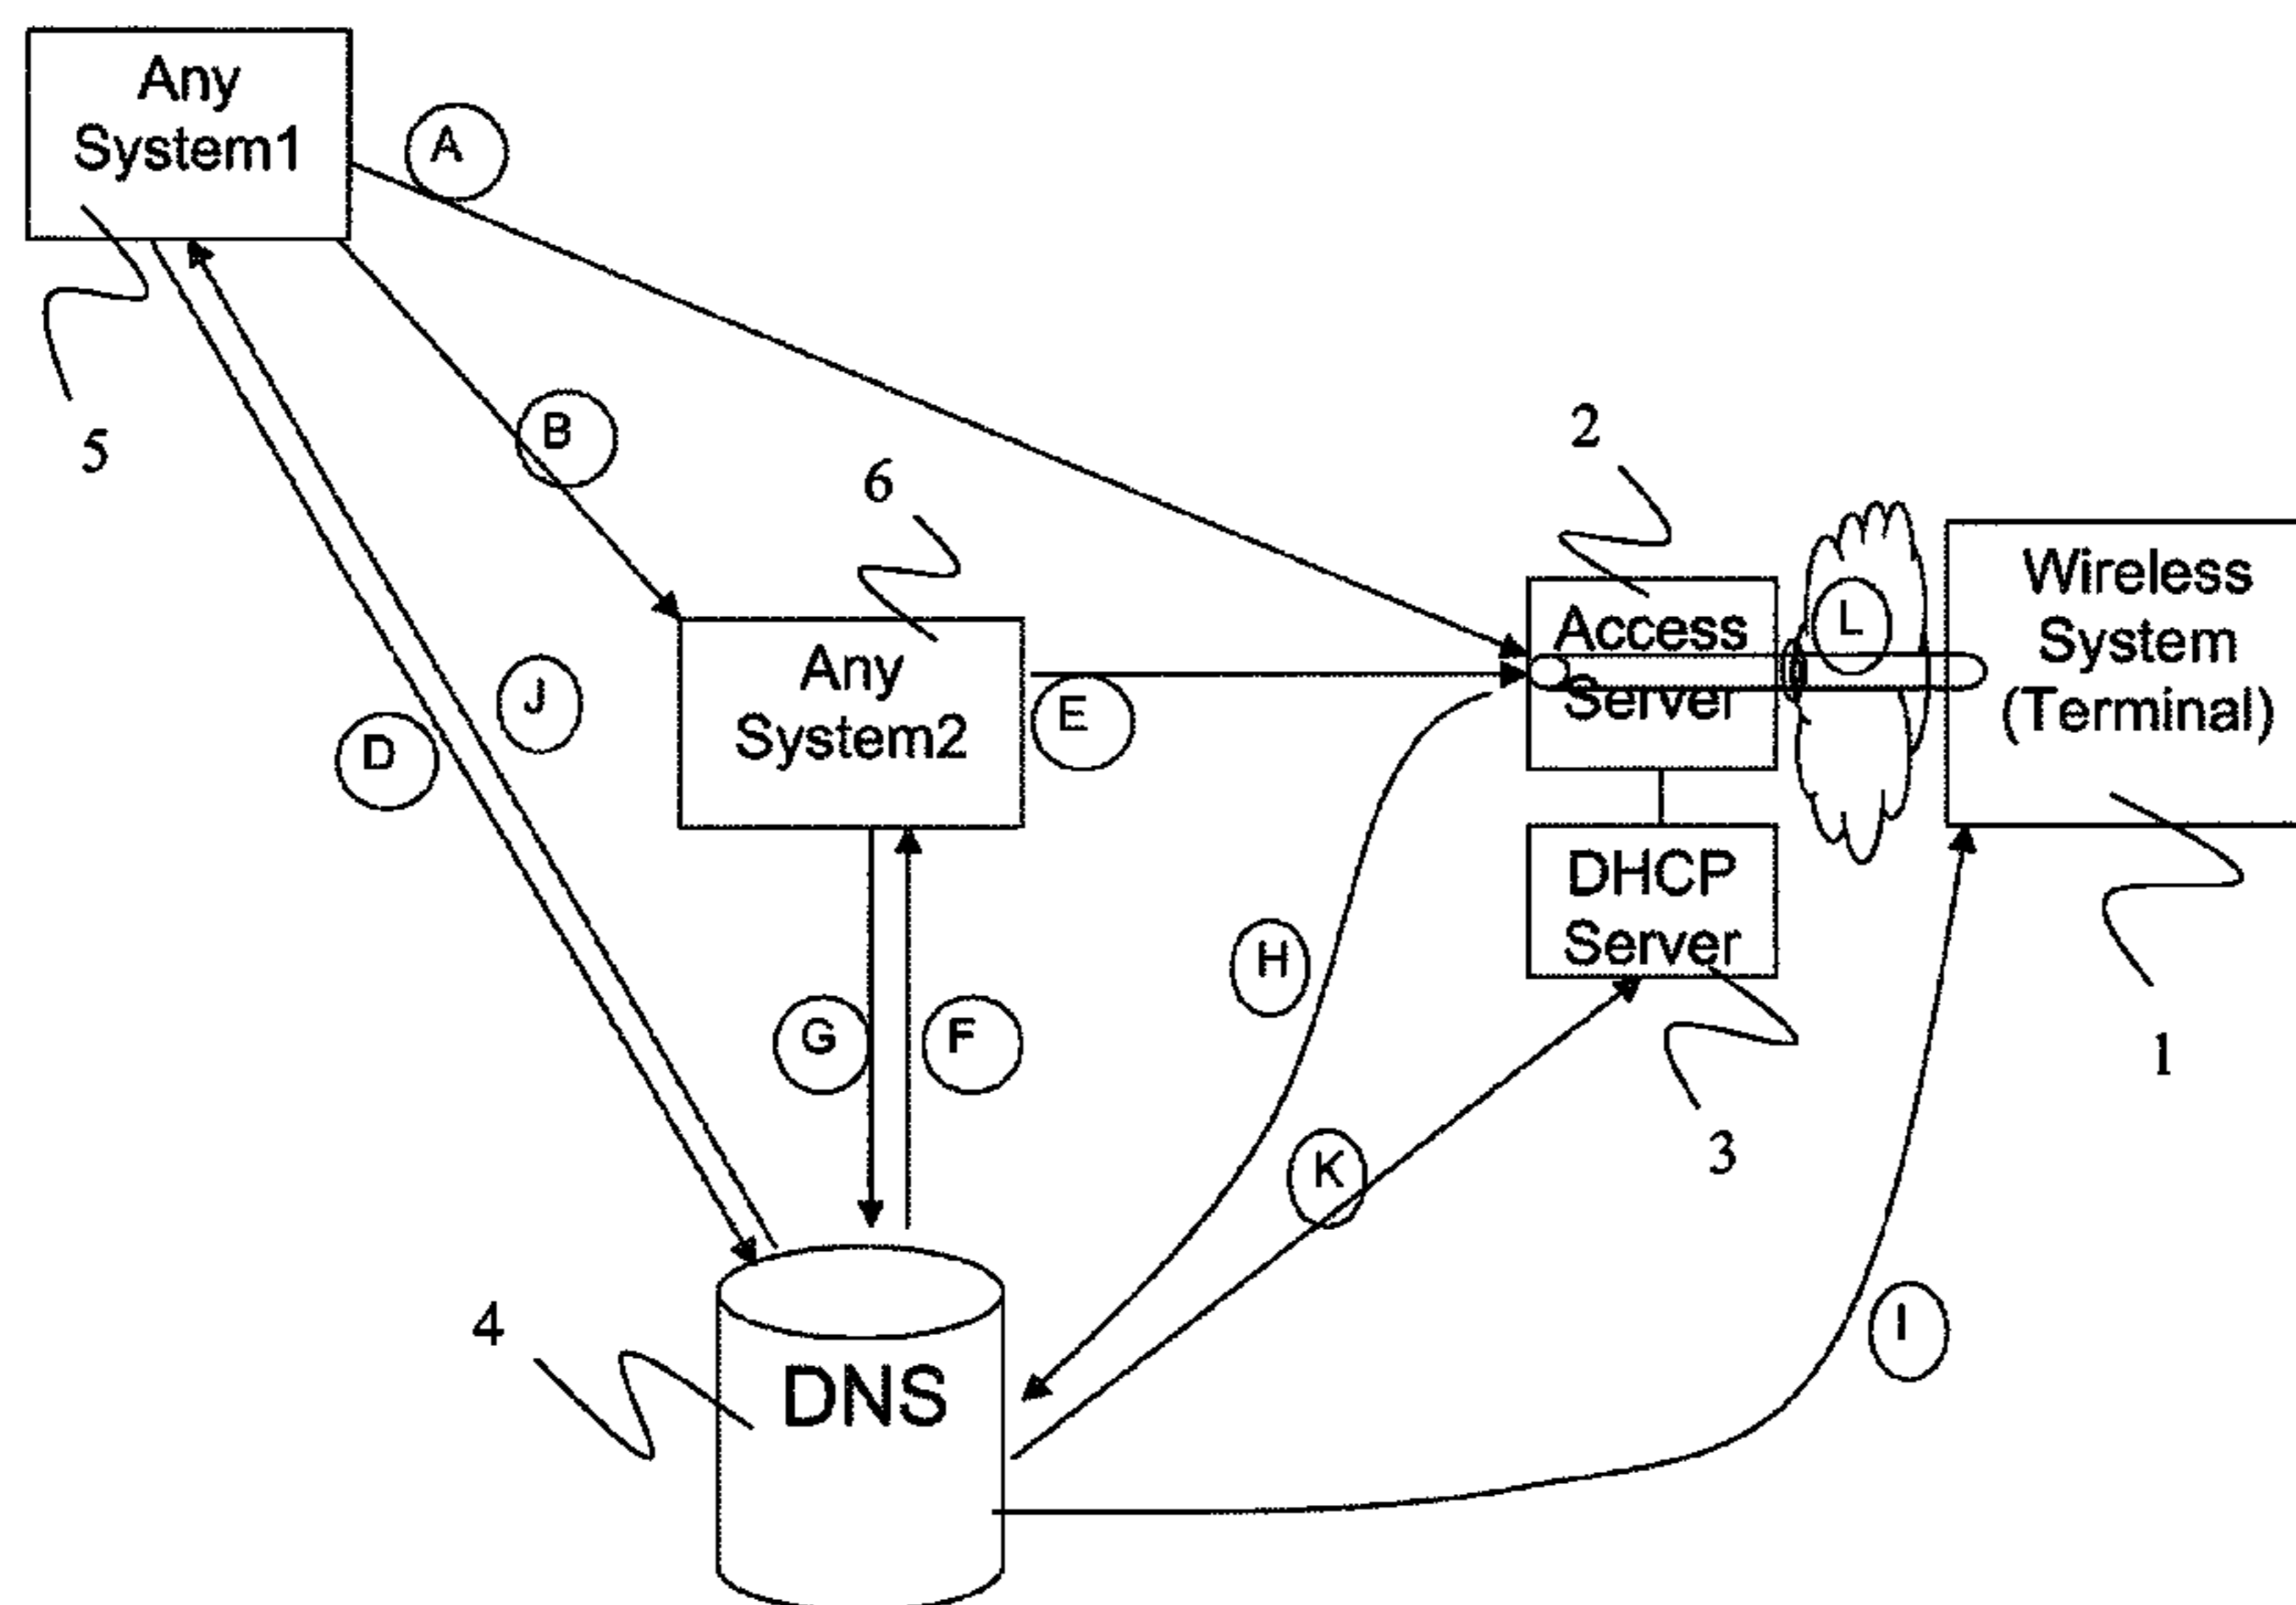 Any
System1
A
5
B
6
2
Any
System2
J
D
E
Access
Server
L
Wireless
System
(Terminal)
DHCP
Server
H
G
F
K
3
1
I
4
DNS